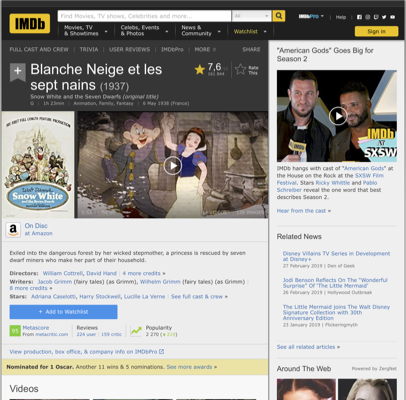 IMDb
Find Movies, TV shows, Celebrities and more...
All
Movies, TV & Showtimes
Celebs, Events & Photos
News & Community
Watchlist
IMDbPro
Help
Sign in
FULL CAST AND CREW | TRIVIA | USER REVIEWS | IMDbPro | MORE
SHARE
Blanche Neige et les sept nains (1937)
7,6
Rate This
Snow White and the Seven Dwarfs (original title)
G | 1h 23min | Animation, Family, Fantasy | 6 May 1938 (France)
Snow White
On Disc
at Amazon
Exiled into the dangerous forest by her wicked stepmother, a princess is rescued by seven
dwarf miners who make her part of their household.
Directors: William Cottrell, David Hand | 4 more credits »
Writers: Jacob Grimm (fairy tales) (as Grimm), Wilhelm Grimm (fairy tales) (as Grimm) |
8 more credits »
Stars: Adriana Caselotti, Harry Stockwell, Lucille La Verne | See full cast & crew »
+ Add to Watchlist
95
Metascore
From metacritic.com
Reviews
224 user | 159 critic
Popularity
2 770
View production, box office, & company info on IMDbPro
Nominated for 1 Oscar. Another 11 wins & 5 nominations. See more awards »
Videos
"American Gods" Goes Big for
Season 2
IMDb
AT
SXSW
IMDb hangs with cast of "American Gods" at
the House on the Rock at the SXSW Film
Festival. Stars Ricky Whittle and Pablo
Schreiber reveal the one word that best
describes Season 2.
Hear from the cast »
Related News
Disney Villains TV Series in Development
at Disney+
27 February 2019 | Den of Geek
Jodi Benson Reflects On The "Wonderful
Surprise" Of 'The Little Mermaid'
26 February 2019 | Hollywood Outbreak
The Little Mermaid joins The Walt Disney
Signature Collection with 30th
Anniversary Edition
23 January 2019 | Flickeringmyth
See all related articles »
Around The Web
Powered by ZergNet